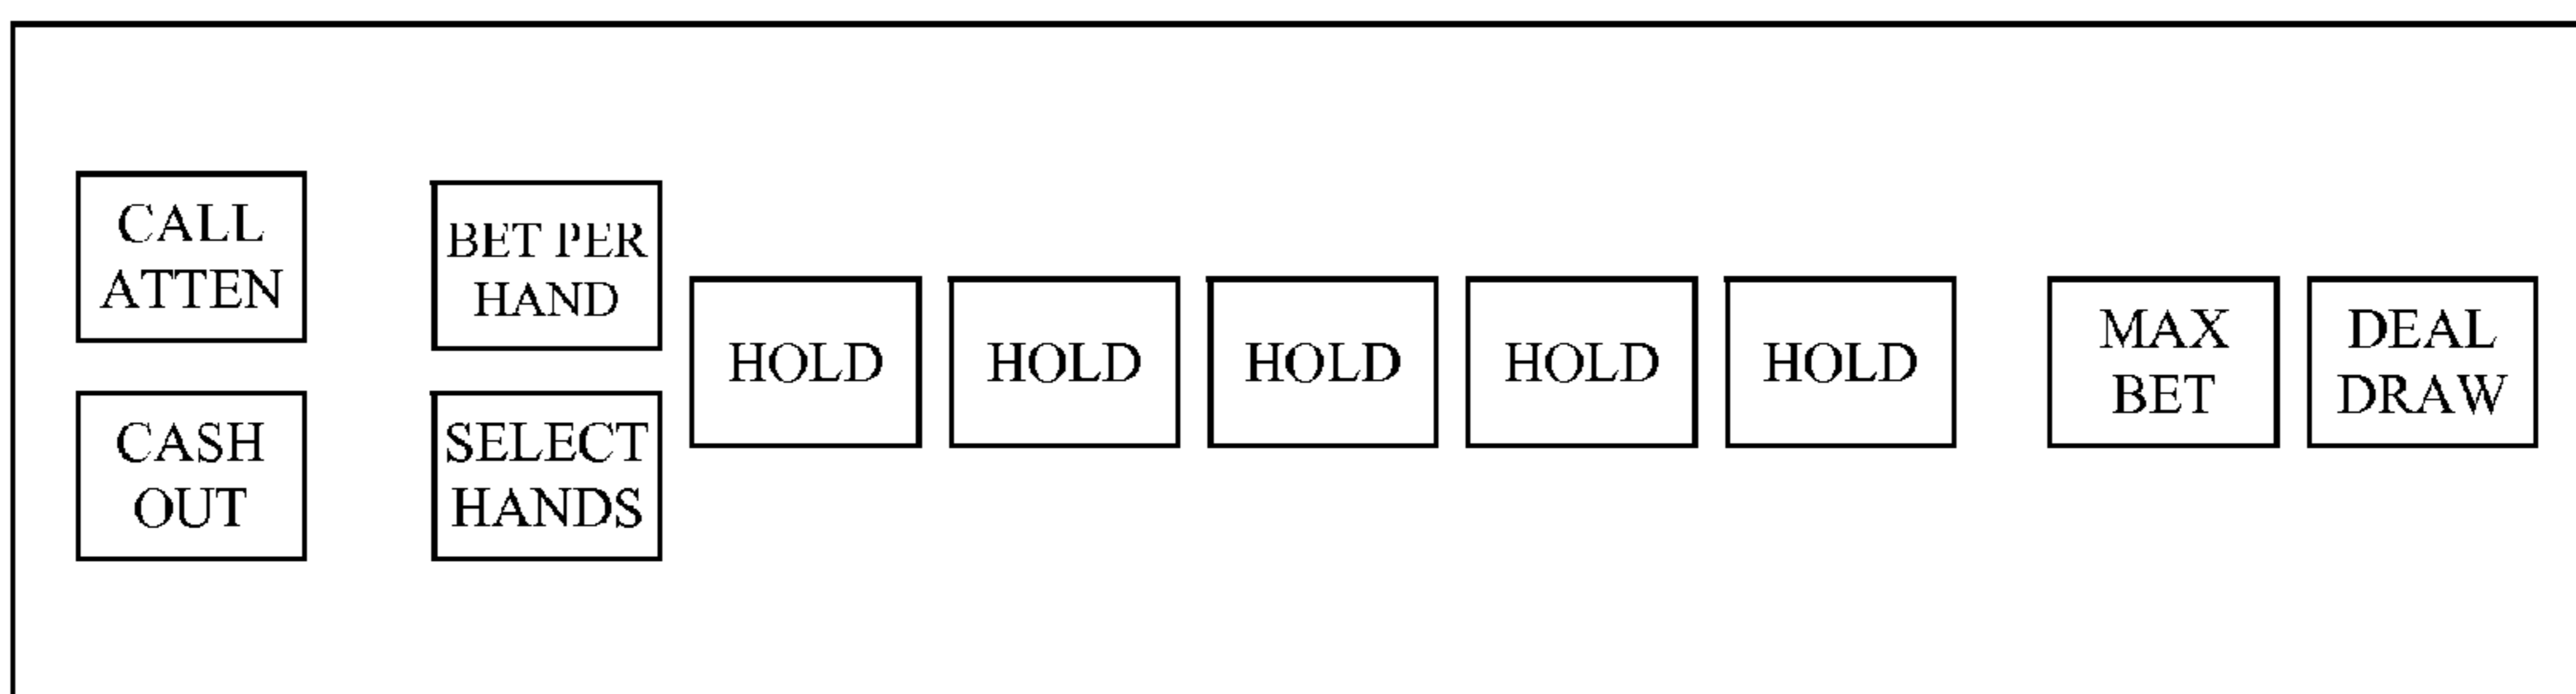 CALL
ATTEN
CASH
OUT
BET PER
HAND
SELECT
HANDS
HOLD
HOLD
HOLD
HOLD
HOLD
MAX
BET
DEAL
DRAW